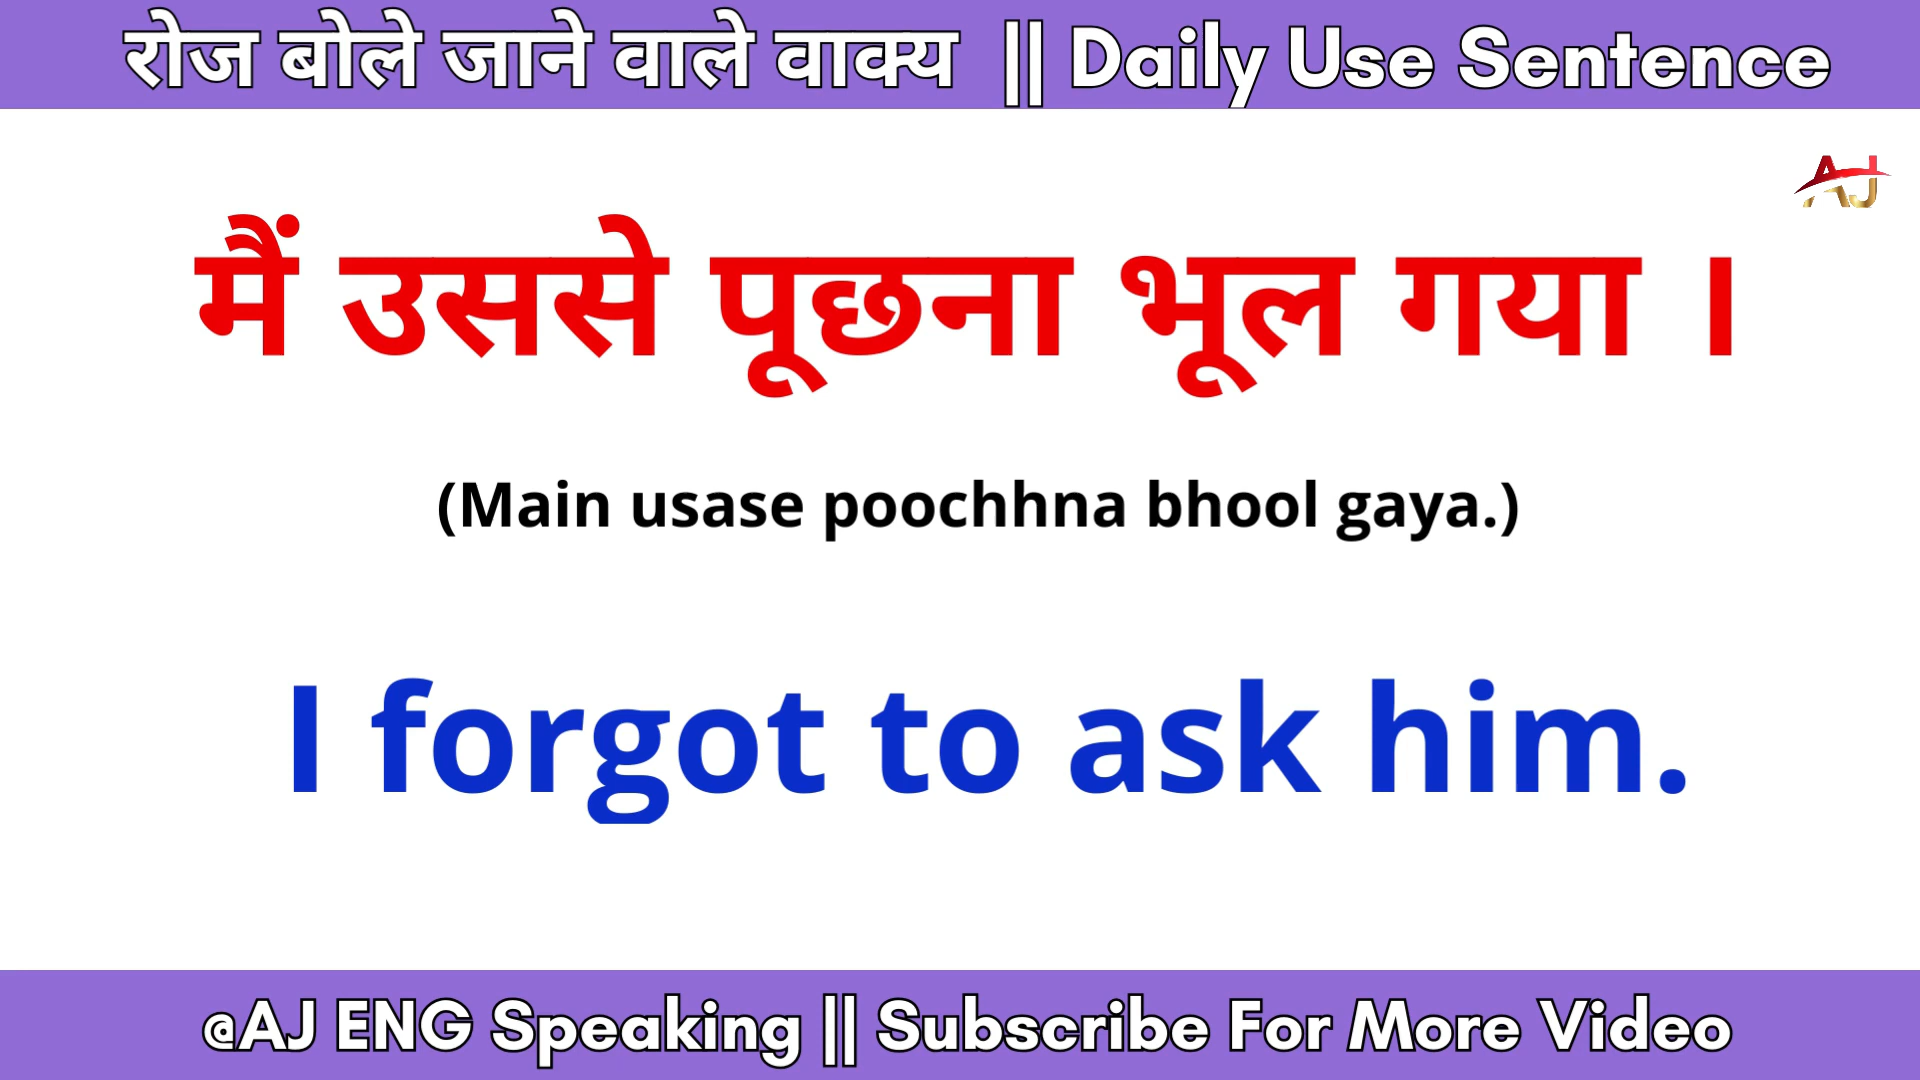 रोज बोले जाने वाले वाक्य || Daily Use Sentence
AJ
मैं उससे पूछना भूल गया ।
(Main usase poochhna bhool gaya.)
I forgot to ask him.
@AJ ENG Speaking || Subscribe For More Video